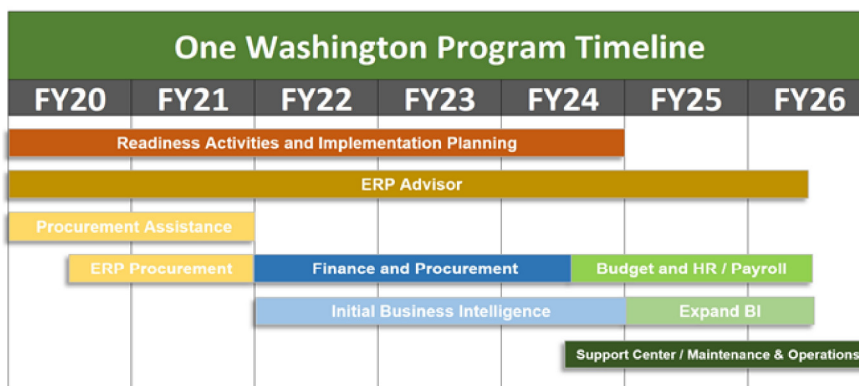 One Washington Program Timeline
FY20 FY21 FY22 FY23 FY24 FY25 FY26
Readiness Activities and Implementation Planning
ERP Advisor
Procurement Assistance
ERP Procurement Finance and Procurement Budget and HR / Payroll
Initial Business Intelligence Expand BI
Support Center / Maintenance & Operations